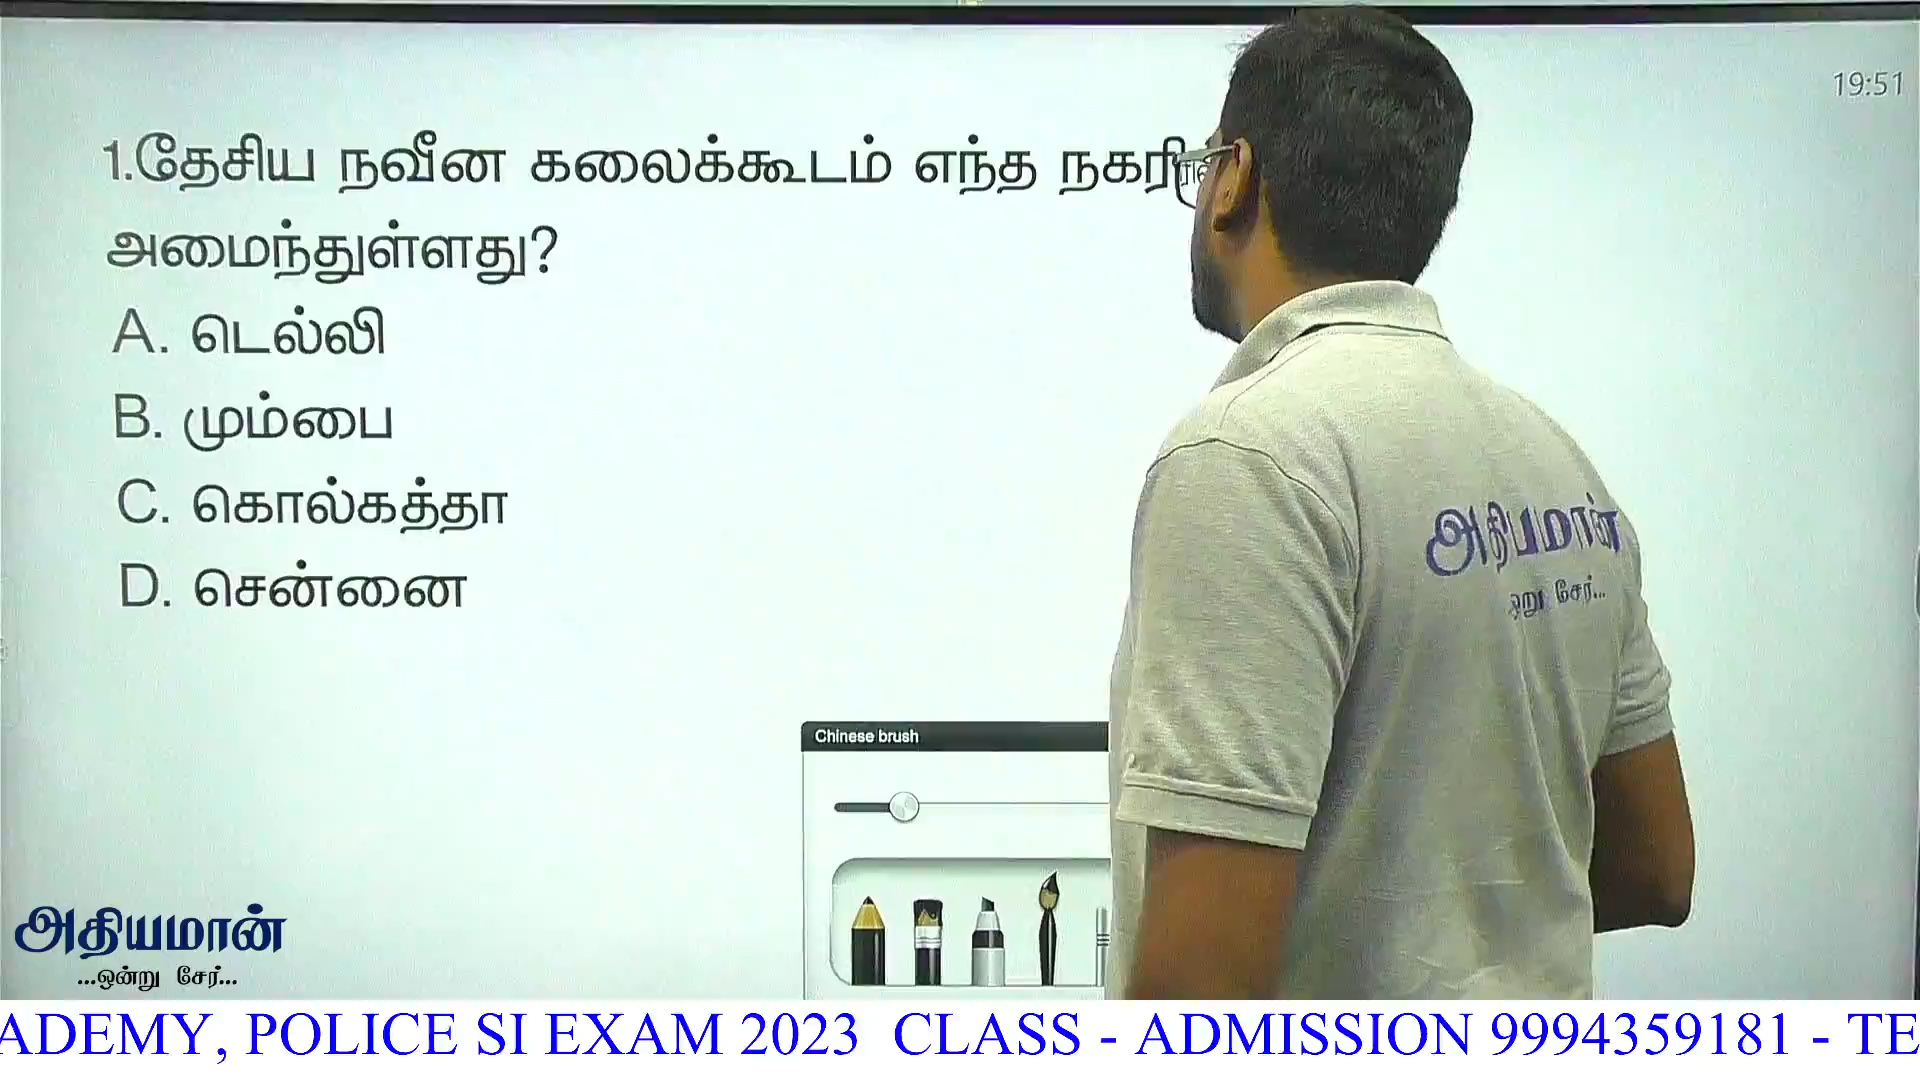 19:51
1.தேசிய நவீன கலைக்கூடம் எந்த
அமைந்துள்ளது?
A. டெல்லி
B. மும்பை
C. கொல்கத்தா
D. சென்னை
அதியமான்
சேர்...
Chinese brush
அதியமான்
...ஒன்று சேர்...
ADEMY, POLICE SI EXAM 2023 CLASS - ADMISSION 9994359181 - TE